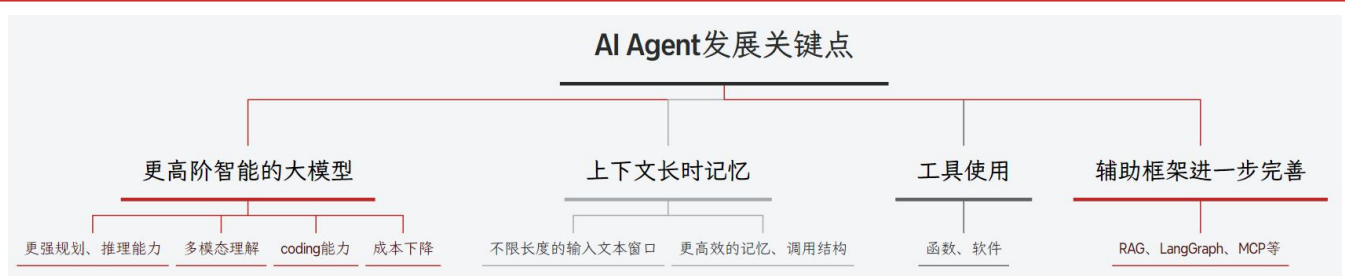 AI Agent发展关键点
更高阶智能的大模型
上下文长时记忆
工具使用
辅助框架进一步完善
更强规划、推理能力
多模态理解
coding能力
成本下降
不限长度的输入文本窗口
更高效的记忆、调用结构
函数、软件
RAG、LangGraph、MCP等